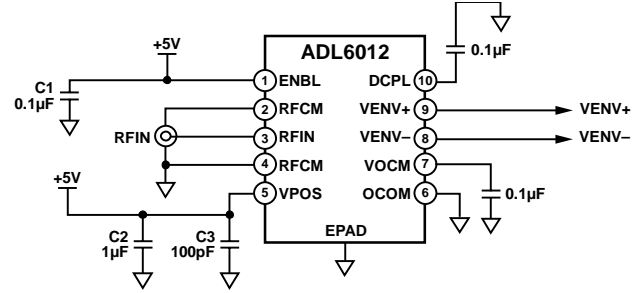 +5V
C1
0.1µF
RFIN
+5V
C2
1µF
C3
100pF
ADL6012
1 ENBL
2 RFCM
3 RFIN
4 RFCM
5 VPOS
DCPL 10
VENV+ 9
VENV– 8
VOCM 7
OCOM 6
EPAD
0.1µF
VENV+
VENV–
0.1µF